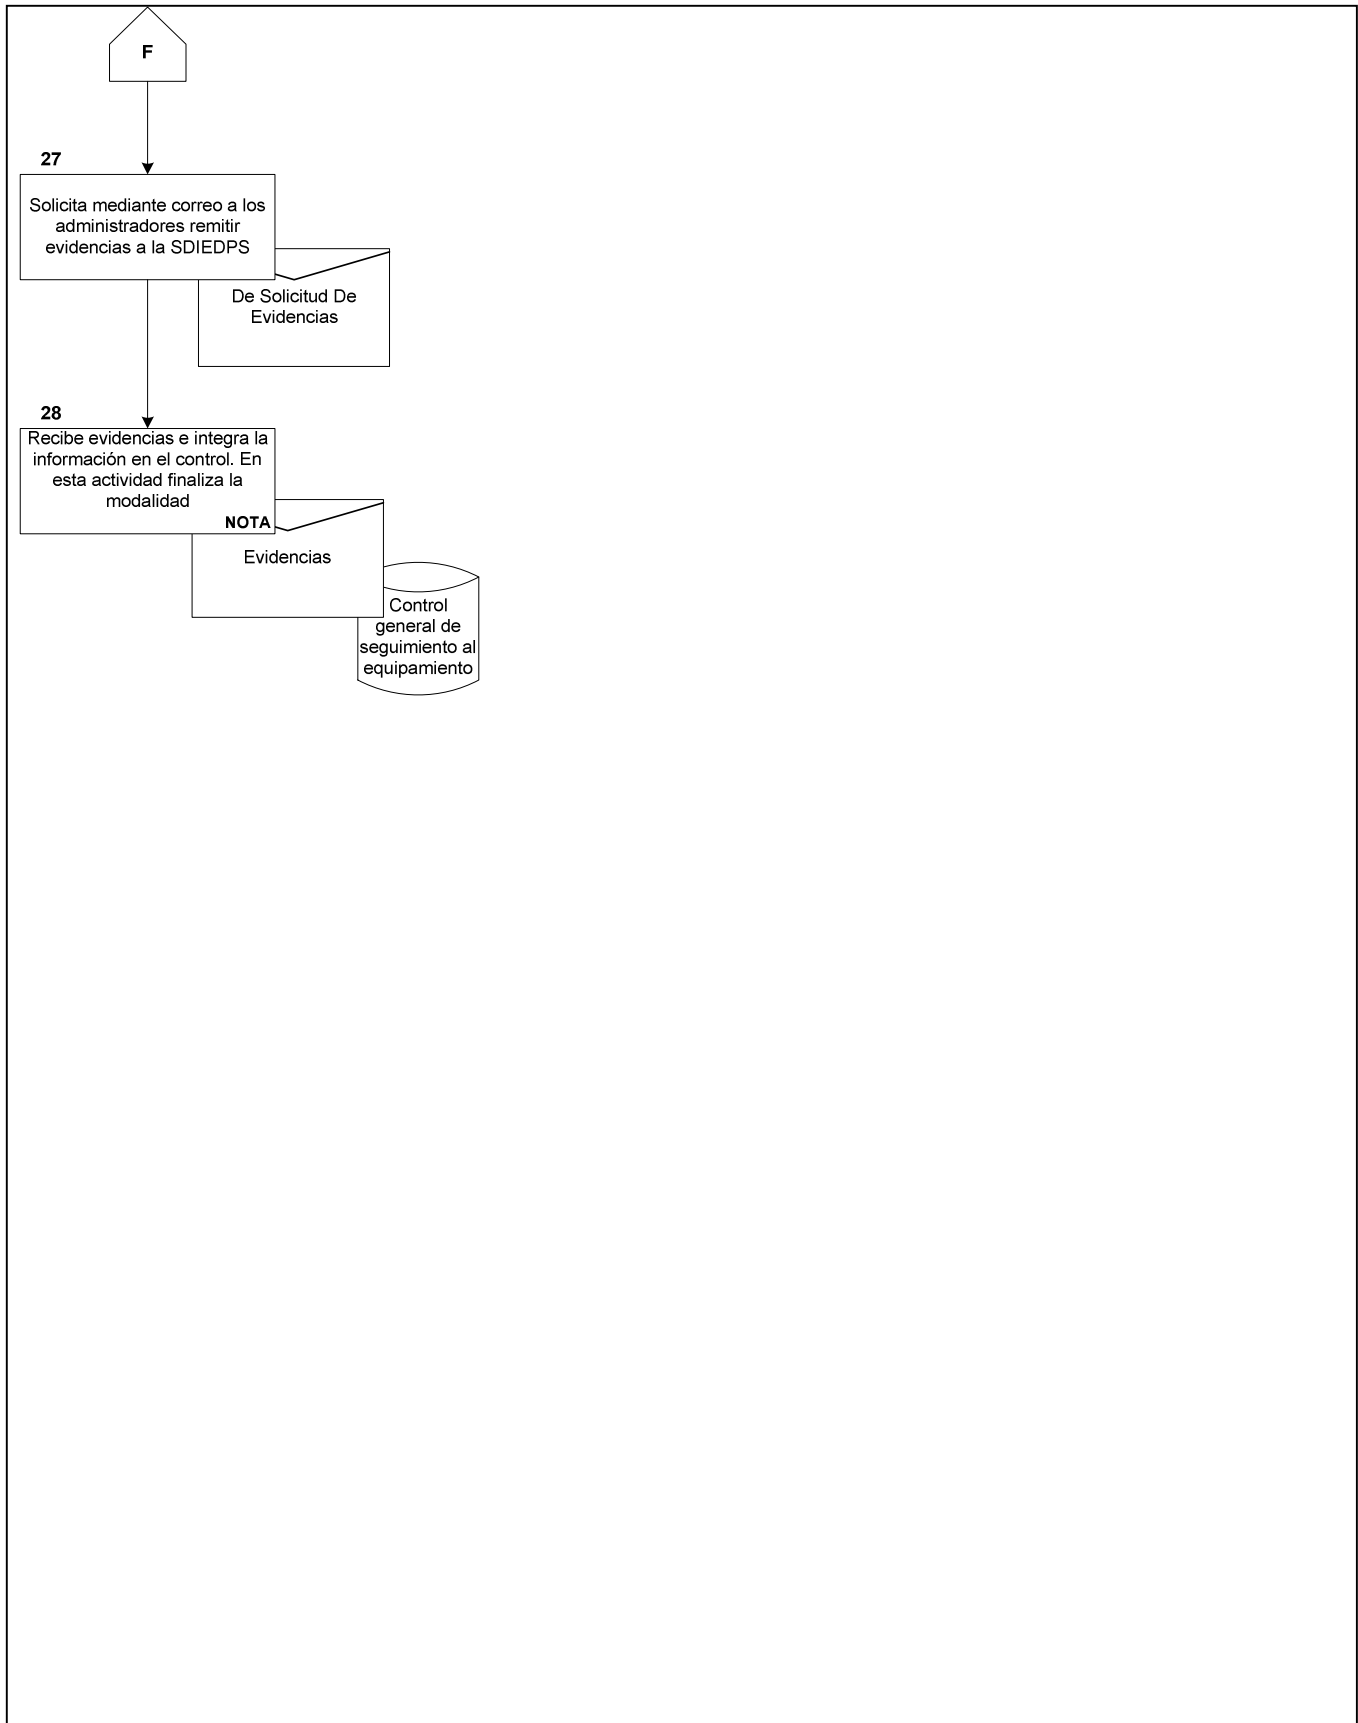 F
27
Solicita mediante correo a los
administradores remitir
evidencias a la SDIEDPS
De Solicitud De
Evidencias
28
Recibe evidencias e integra la
información en el control. En
esta actividad finaliza la
modalidad
NOTA
Evidencias
Control
general de
seguimiento al
equipamiento